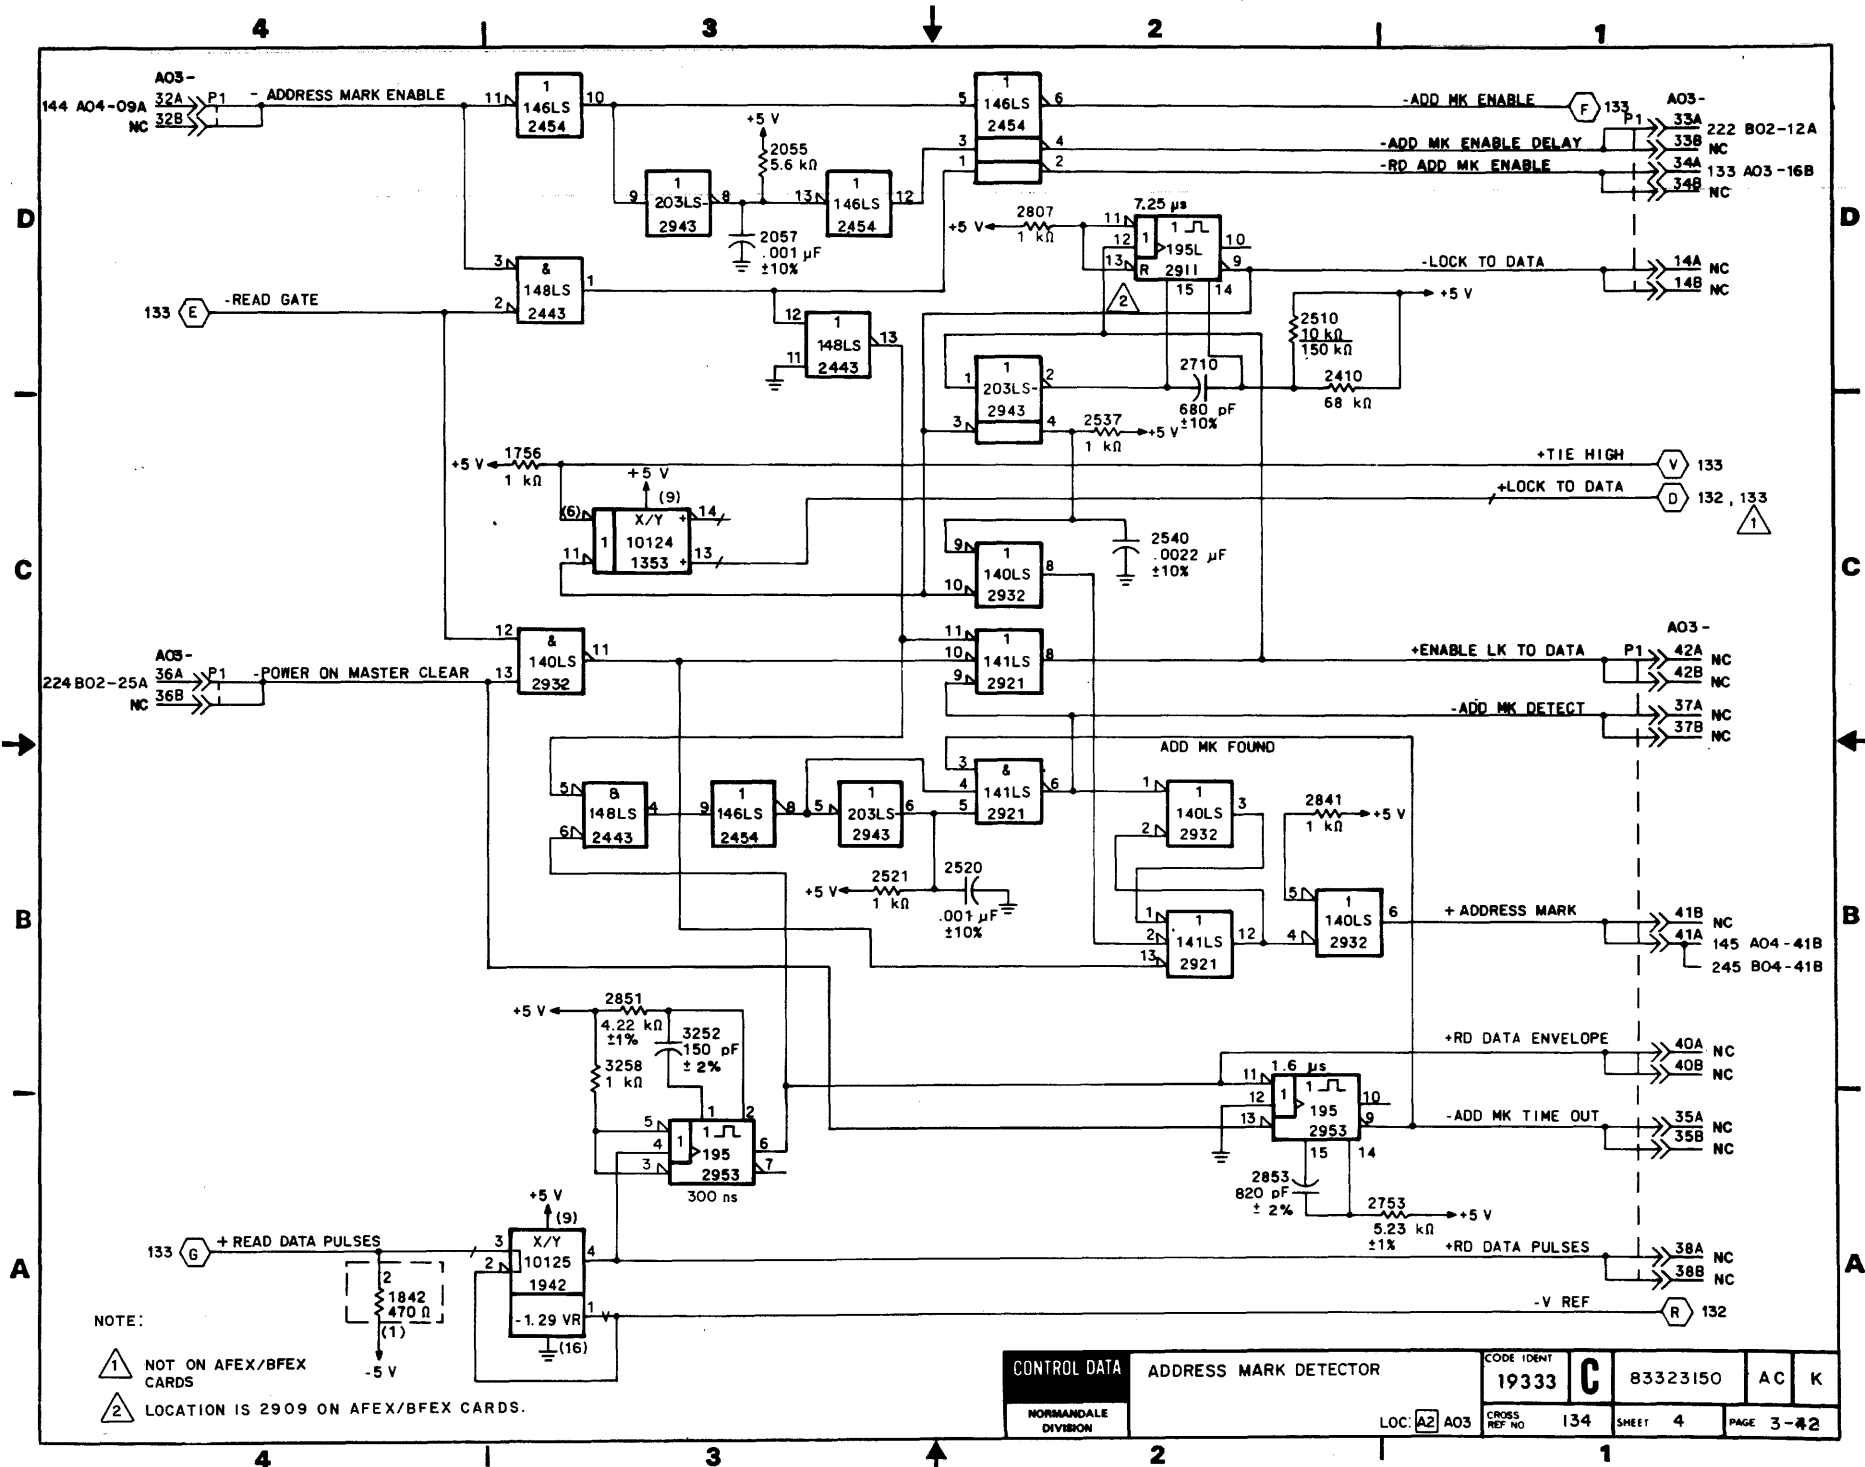 4 3 2 1
A03-
144 A04-09A 32A P1 - ADDRESS MARK ENABLE
NC 32B
11 1 146LS 2454 10
+5 V
2055
5.6 kΩ
9 1 203LS- 2943 8
2057
.001 µF
±10%
13 1 146LS 2454 12
5 1 146LS 2454 6
3 4
1 2
-ADD MK ENABLE F 133
-ADD MK ENABLE DELAY
-RD ADD MK ENABLE
A03-
P1 33A 222 B02-12A
33B NC
34A 133 A03-16B
34B NC
D D
+5 V 2807
1 kΩ
7.25 µs
11 12 13 R 1 1 195L 2911 10 9 15 14
2
-LOCK TO DATA
14A NC
14B NC
3 2 & 148LS 2443 1
133 E -READ GATE
12 11 1 148LS 2443 13
+5 V
2510
10 kΩ
150 kΩ
2410
68 kΩ
2710
680 pF
±10%
1 1 203LS- 2943 2
3 4
2537
1 kΩ
+5 V
+5 V 1756
1 kΩ
+5 V
(9)
(6) 11 1 X/Y 10124 1353 + + 14 13
+TIE HIGH V 133
+LOCK TO DATA D 132, 133
1
C C
9 10 1 140LS 2932 8
2540
.0022 µF
±10%
12 13 & 140LS 2932 11
A03-
224 B02-25A 36A P1 -POWER ON MASTER CLEAR
NC 36B
11 10 9 1 141LS 2921 8
A03-
+ENABLE LK TO DATA P1 42A NC
42B NC
-ADD MK DETECT 37A NC
37B NC
ADD MK FOUND
5 6 & 148LS 2443 4
9 1 146LS 2454 8
5 1 203LS- 2943 6
3 4 5 & 141LS 2921 6
1 2 1 140LS 2932 3
2841
1 kΩ
+5 V
+5 V 2521
1 kΩ
2520
.001 µF
±10%
B B
1 2 13 1 141LS 2921 12
5 4 1 140LS 2932 6
+ ADDRESS MARK 41B NC
41A 145 A04-41B
245 B04-41B
+5 V 2851
4.22 kΩ
±1%
3252
150 pF
± 2%
3258
1 kΩ
5 4 3 1 1 195 2953 1 2 6 7
300 ns
+RD DATA ENVELOPE 40A NC
40B NC
1.6 µs
11 12 13 1 1 195 2953 10 9 15 14
-ADD MK TIME OUT 35A NC
35B NC
2853
820 pF
± 2%
2753
5.23 kΩ
±1%
+5 V
+5 V
(9)
133 G + READ DATA PULSES
3 2 X/Y 10125 1942 4
-1.29 VR 1 V
(16)
+RD DATA PULSES 38A NC
38B NC
-V REF R 132
A A
2
1842
470 Ω
(1)
-5 V
NOTE:
1 NOT ON AFEX/BFEX
CARDS
2 LOCATION IS 2909 ON AFEX/BFEX CARDS.
CONTROL DATA
NORMANDALE
DIVISION
ADDRESS MARK DETECTOR
LOC: A2 A03
CODE IDENT
19333 C 83323150 AC K
CROSS
REF NO 134 SHEET 4 PAGE 3-42
4 3 2 1